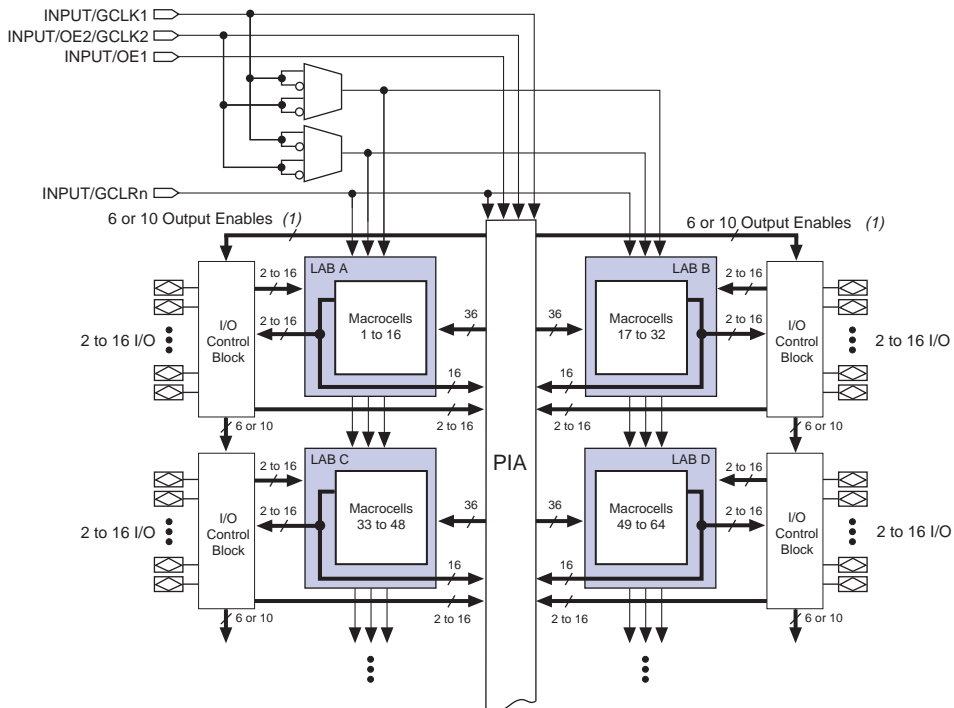 INPUT/GCLK1
INPUT/OE2/GCLK2
INPUT/OE1
INPUT/GCLRn
6 or 10 Output Enables (1)
6 or 10 Output Enables (1)
LAB A
LAB B
2 to 16
2 to 16
I/O
Control
Block
2 to 16
Macrocells
1 to 16
36
36
Macrocells
17 to 32
2 to 16
I/O
Control
Block
2 to 16 I/O
2 to 16 I/O
16
16
2 to 16
2 to 16
6 or 10
6 or 10
PIA
LAB C
LAB D
2 to 16
2 to 16
I/O
Control
Block
2 to 16
Macrocells
33 to 48
36
36
Macrocells
49 to 64
2 to 16
I/O
Control
Block
2 to 16 I/O
2 to 16 I/O
16
16
2 to 16
2 to 16
6 or 10
6 or 10